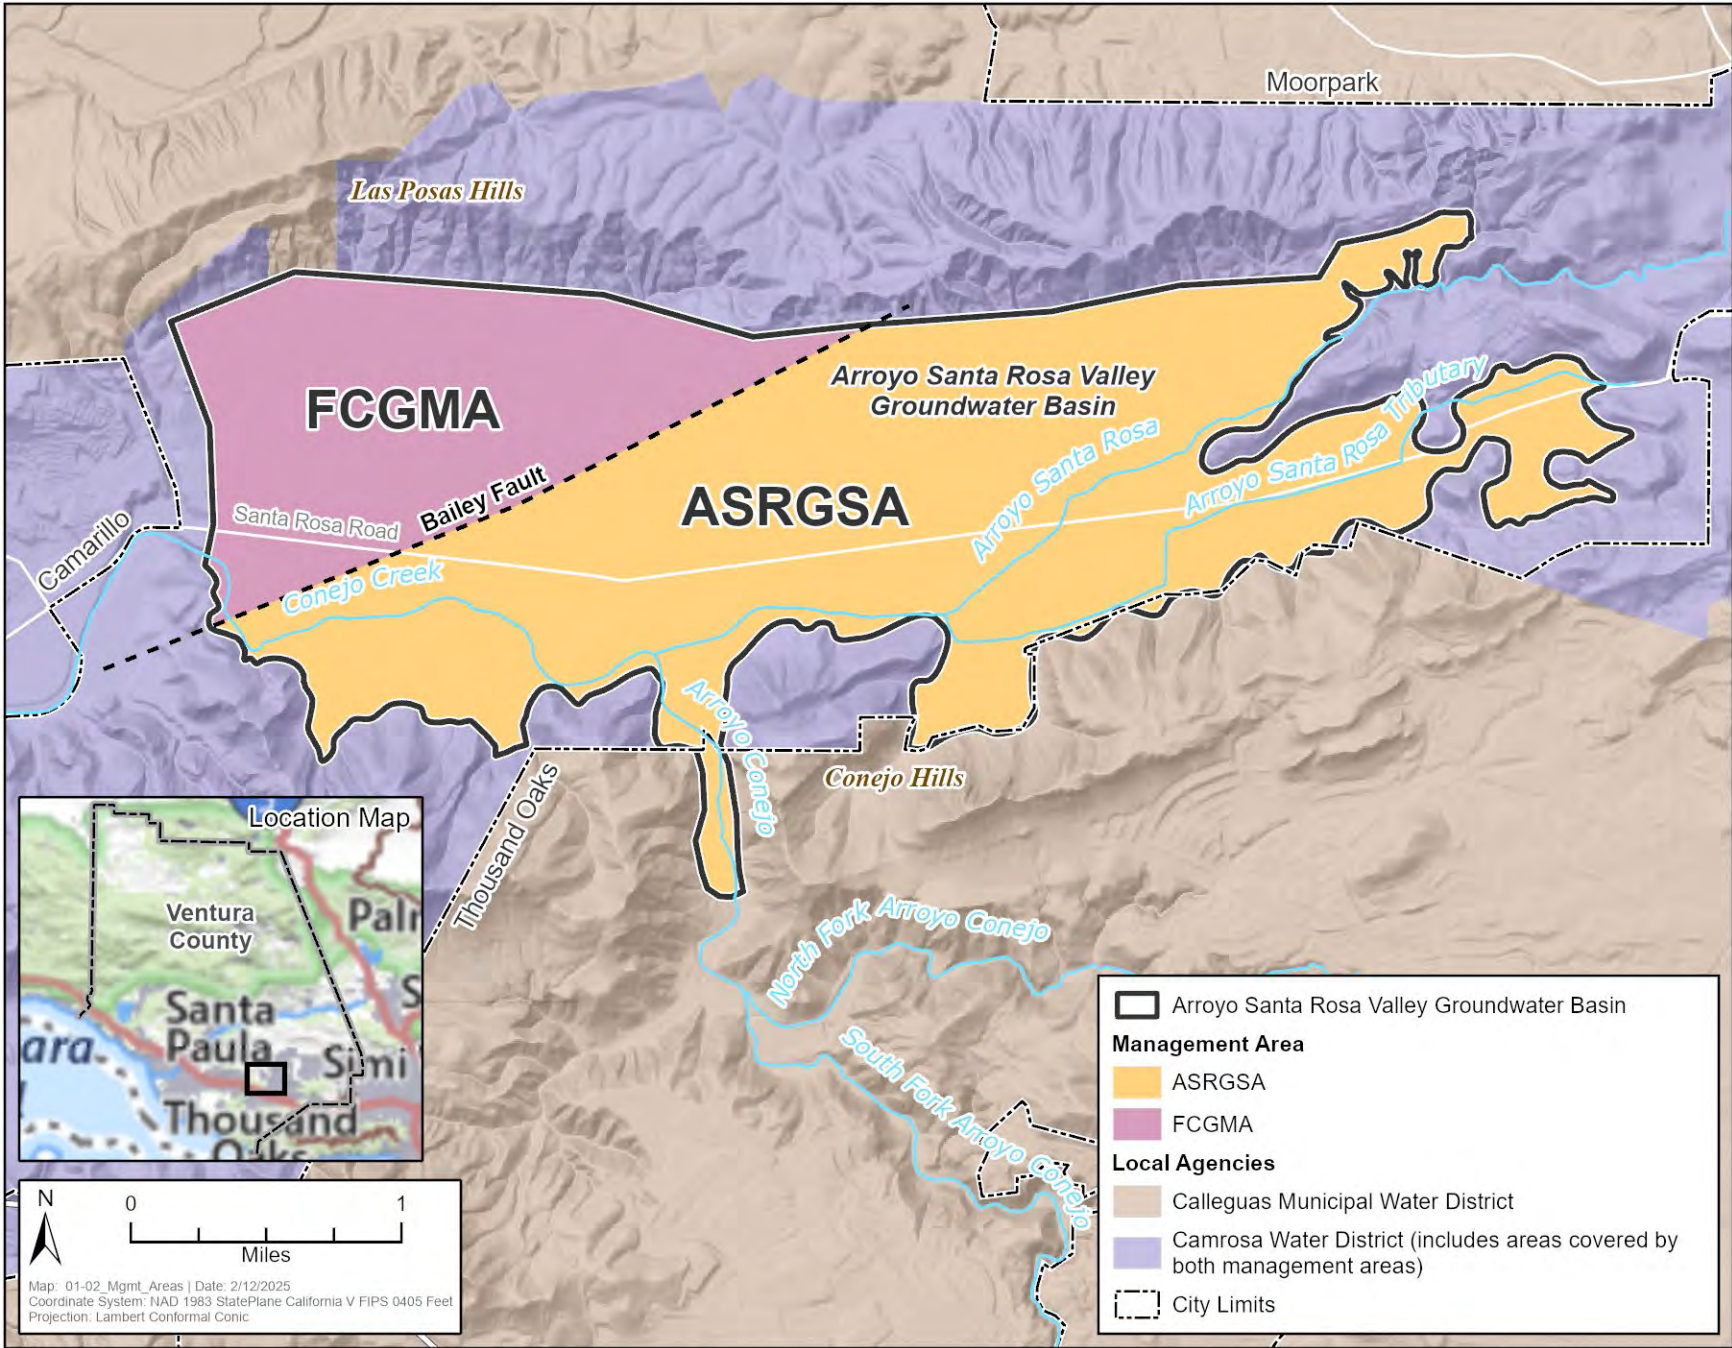 Moorpark
Las Posas Hills
FCGMA
Arroyo Santa Rosa Valley
Groundwater Basin
Arroyo Santa Rosa Tributary
Arroyo Santa Rosa
ASRGSA
Bailey Fault
Santa Rosa Road
Camarillo
Conejo Creek
Arroyo Conejo
Conejo Hills
Thousand Oaks
North Fork Arroyo Conejo
South Fork Arroyo Conejo
Location Map
Ventura
County
Palm
Santa
Paula
ara
Simi
S
Thousand
Oaks
N
0 1
Miles
Map: 01-02_Mgmt_Areas | Date: 2/12/2025
Coordinate System: NAD 1983 StatePlane California V FIPS 0405 Feet
Projection: Lambert Conformal Conic
Arroyo Santa Rosa Valley Groundwater Basin
Management Area
ASRGSA
FCGMA
Local Agencies
Calleguas Municipal Water District
Camrosa Water District (includes areas covered by
both management areas)
City Limits